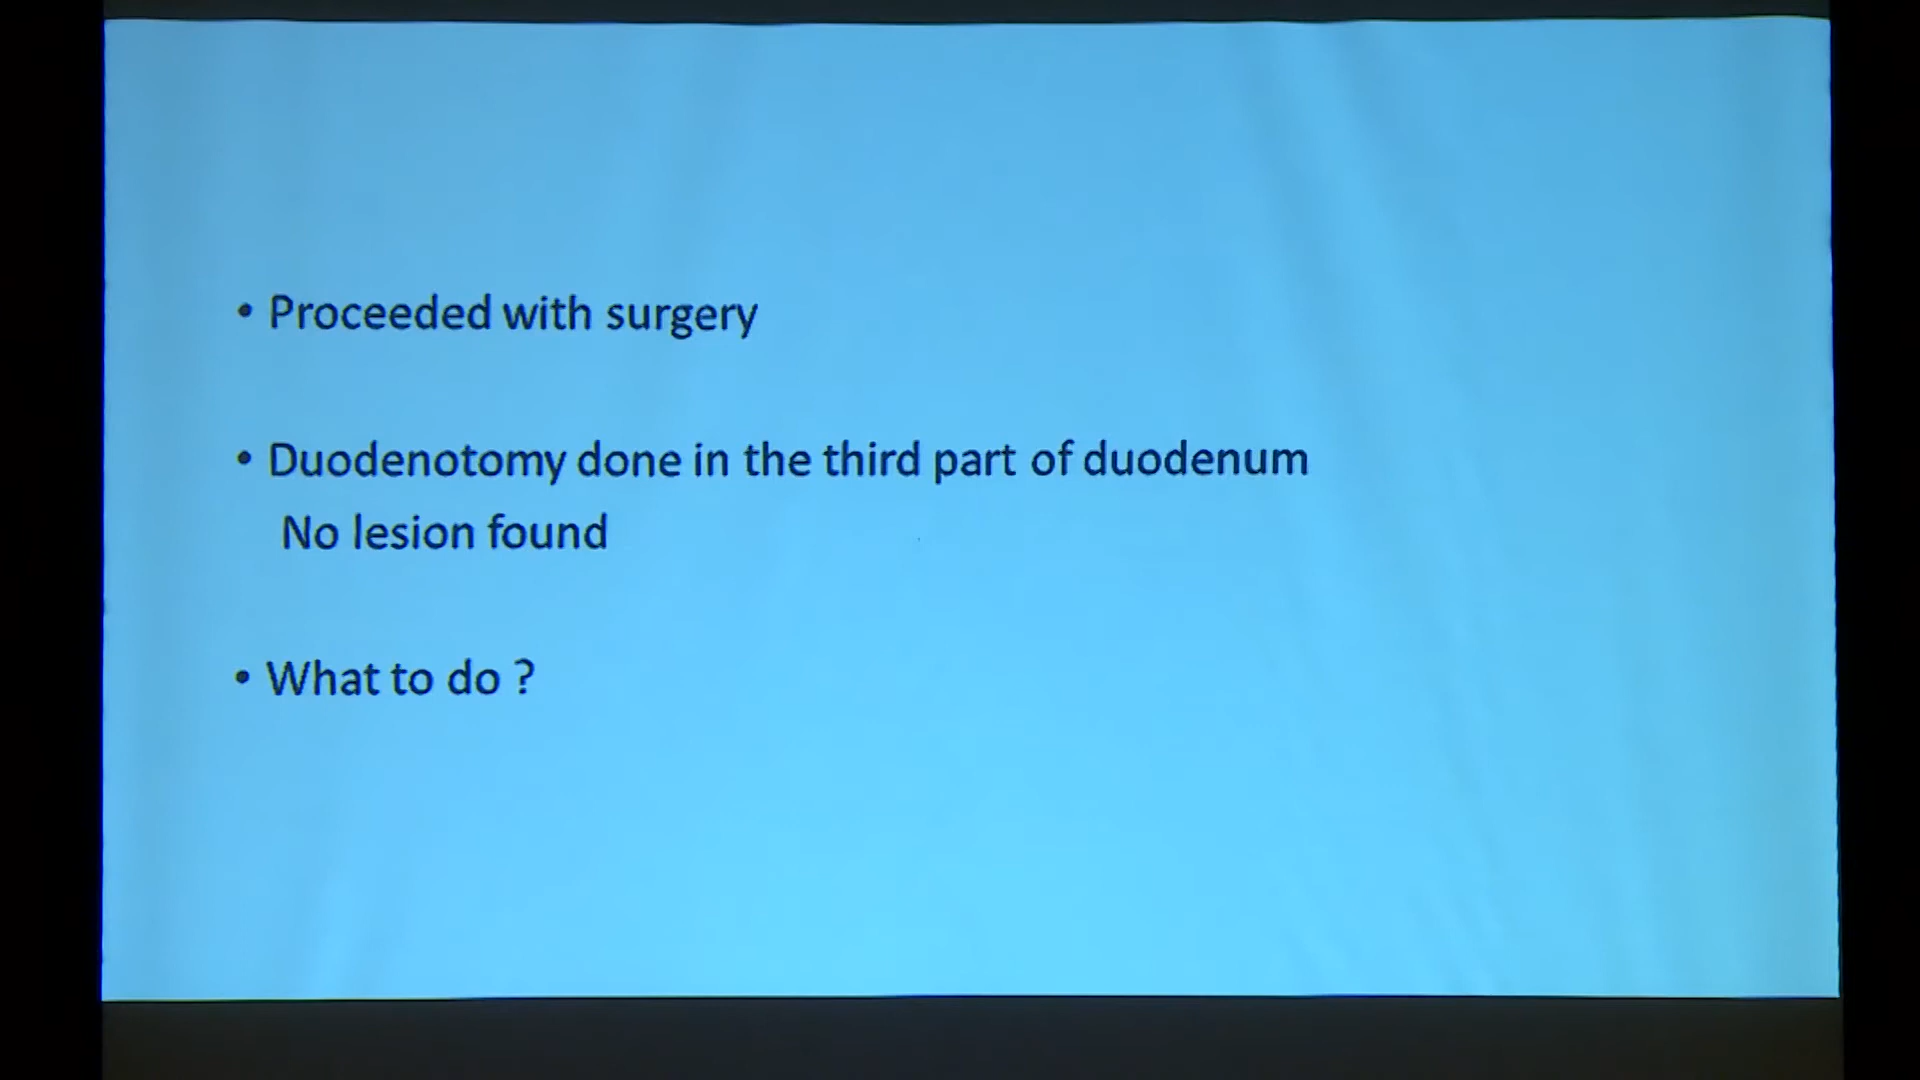 • Proceeded with surgery
• Duodenotomy done in the third part of duodenum
No lesion found
• What to do ?